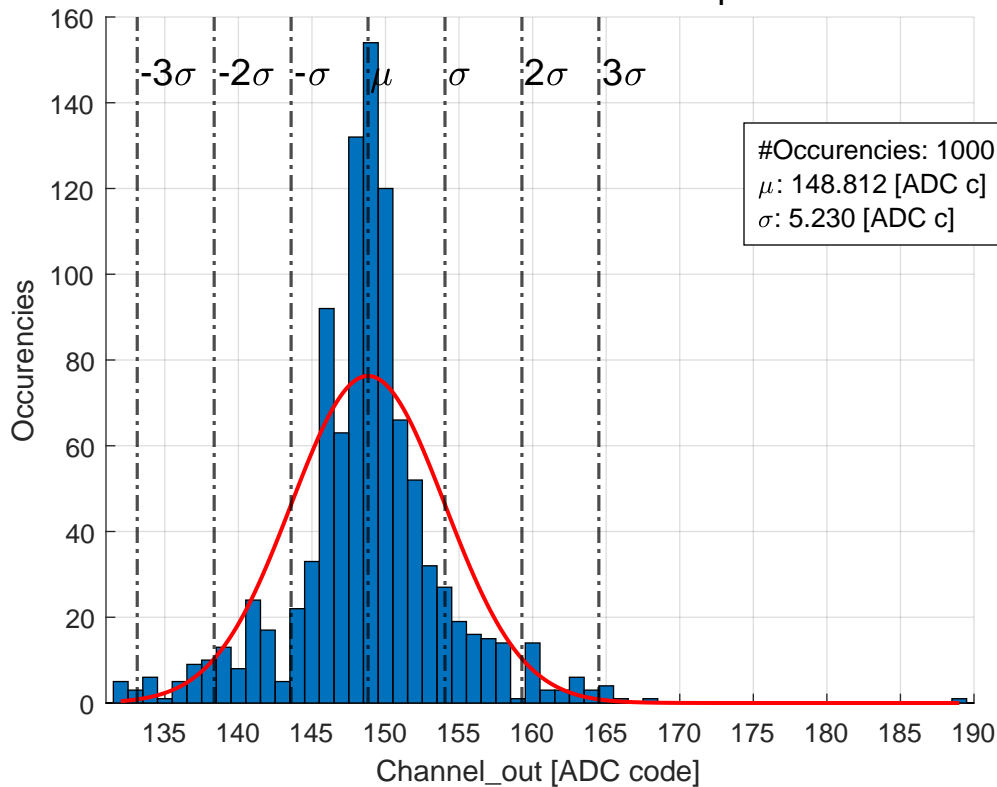 160
140
120
100
80
60
40
20
0
Occurencies
-3σ -2σ -σ μ σ 2σ 3σ
#Occurencies: 1000
μ: 148.812 [ADC c]
σ: 5.230 [ADC c]
135 140 145 150 155 160 165 170 175 180 185 190
Channel_out [ADC code]